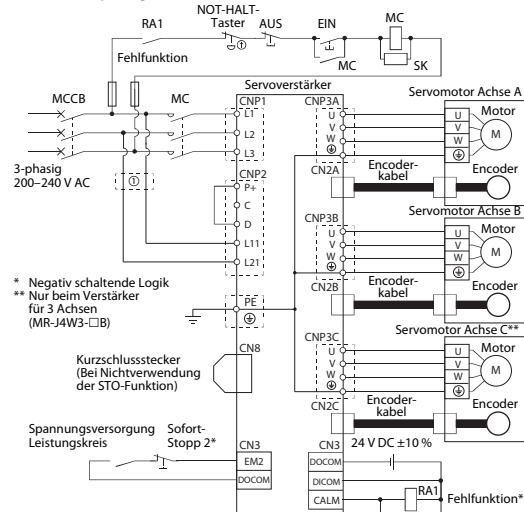 NOT-HALT-
Taster
AUS
EIN
MC
RA1
①
Fehlfunktion
MC
SK
Servoverstärker
Servomotor Achse A
MCCB
MC
CNP1
CNP3A
L1
L2
L3
U
V
W
U
V
W
Motor
M
3-phasig
200–240 V AC
①
CN2A
Encoder-
kabel
Encoder
CNP2
P+
C
D
L11
L21
Servomotor Achse B
CNP3B
U
V
W
U
V
W
Motor
M
CN2B
Encoder-
kabel
Encoder
* Negativ schaltende Logik
** Nur beim Verstärker
für 3 Achsen
(MR-J4W3-□B)
PE
Servomotor Achse C**
CNP3C
U
V
W
U
V
W
Motor
M
CN2C
Encoder-
kabel
Encoder
Kurzschlussstecker
(Bei Nichtverwendung
der STO-Funktion)
CN8
Spannungsversorgung
Leistungskreis
Sofort-
Stopp 2*
CN3
EM2
DOCOM
CN3
24 V DC ±10 %
DOCOM
DICOM
CALM
RA1
Fehlfunktion*